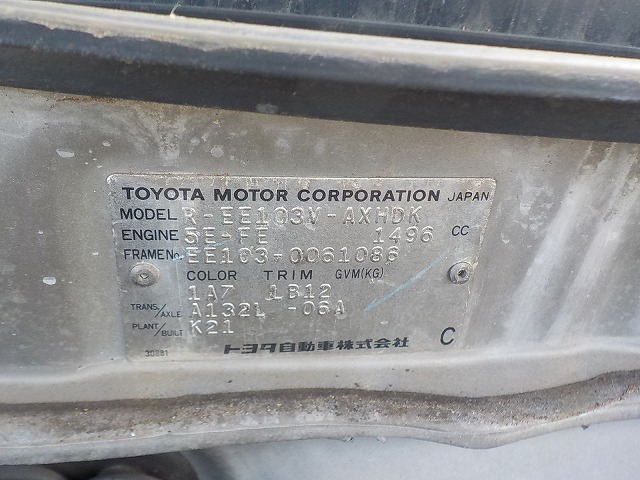 TOYOTA MOTOR CORPORATION JAPAN
MODEL R-EE103V-AXHDK
ENGINE 5E-FE 1496 CC
FRAME No. EE103-0061086
COLOR TRIM GVM(KG)
1A7 LB12
TRANS./AXLE A132L -06A
PLANT/BUILT K21
30881 トヨタ自動車株式会社 C